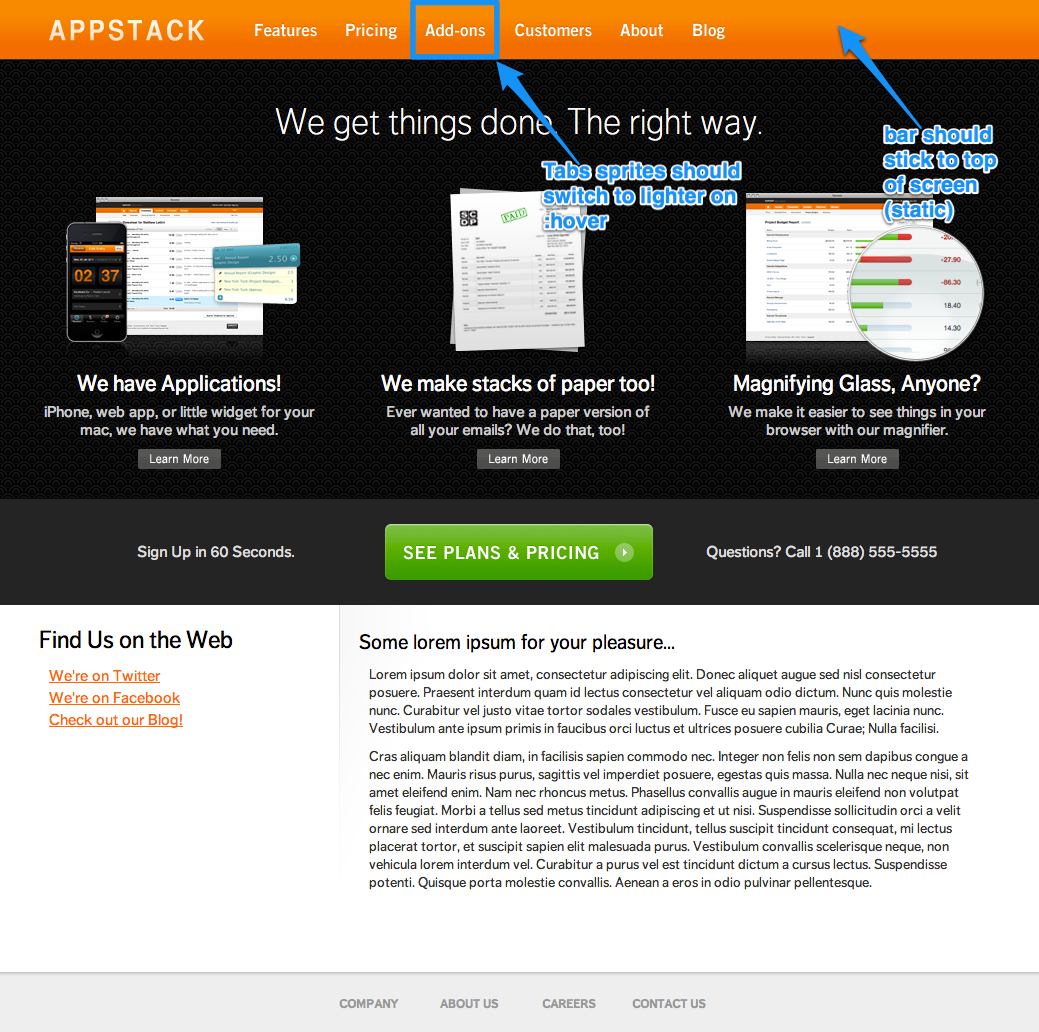 APPSTACK Features Pricing Add-ons Customers About Blog
We get things done. The right way.
Tabs sprites should
switch to lighter on
:hover
bar should
stick to top
of screen
(static)
02 37
2.50
SC
OP
PAID
Project Budget Report
-27.90
-86.30
18.40
14.30
We have Applications!
iPhone, web app, or little widget for your
mac, we have what you need.
Learn More
We make stacks of paper too!
Ever wanted to have a paper version of
all your emails? We do that, too!
Learn More
Magnifying Glass, Anyone?
We make it easier to see things in your
browser with our magnifier.
Learn More
Sign Up in 60 Seconds.
SEE PLANS & PRICING
Questions? Call 1 (888) 555-5555
Find Us on the Web
We're on Twitter
We're on Facebook
Check out our Blog!
Some lorem ipsum for your pleasure...
Lorem ipsum dolor sit amet, consectetur adipiscing elit. Donec aliquet augue sed nisl consectetur
posuere. Praesent interdum quam id lectus consectetur vel aliquam odio dictum. Nunc quis molestie
nunc. Curabitur vel justo vitae tortor sodales vestibulum. Fusce eu sapien mauris, eget lacinia nunc.
Vestibulum ante ipsum primis in faucibus orci luctus et ultrices posuere cubilia Curae; Nulla facilisi.
Cras aliquam blandit diam, in facilisis sapien commodo nec. Integer non felis non sem dapibus congue a
nec enim. Mauris risus purus, sagittis vel imperdiet posuere, egestas quis massa. Nulla nec neque nisi, sit
amet eleifend enim. Nam nec rhoncus metus. Phasellus convallis augue in mauris eleifend non volutpat
felis feugiat. Morbi a tellus sed metus tincidunt adipiscing et ut nisi. Suspendisse sollicitudin orci a velit
ornare sed interdum ante laoreet. Vestibulum tincidunt, tellus suscipit tincidunt consequat, mi lectus
placerat tortor, et suscipit sapien elit malesuada purus. Vestibulum convallis scelerisque neque, non
vehicula lorem interdum vel. Curabitur a purus vel est tincidunt dictum a cursus lectus. Suspendisse
potenti. Quisque porta molestie convallis. Aenean a eros in odio pulvinar pellentesque.
COMPANY ABOUT US CAREERS CONTACT US